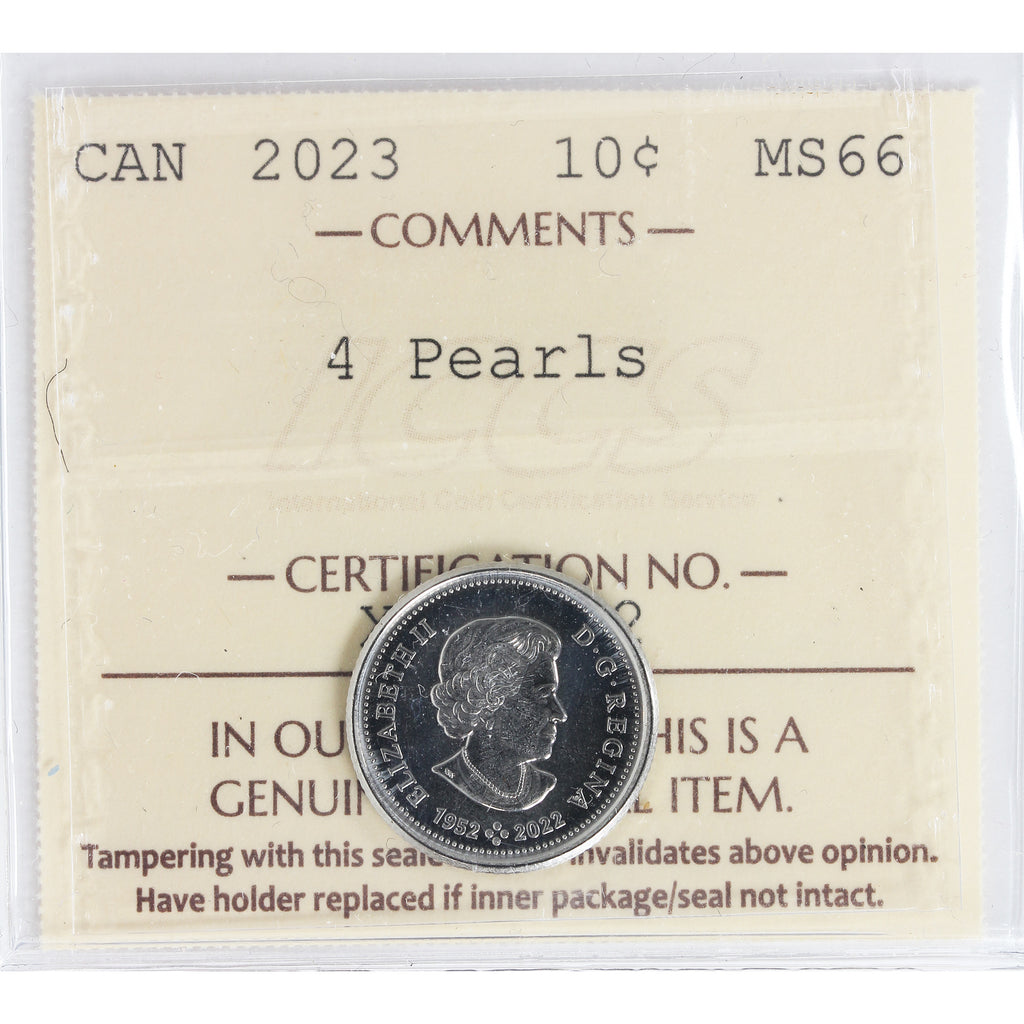 CAN 2023 10¢ MS66
— COMMENTS —
4 Pearls
ICCS
International Coin Certification Service
— CERTIFICATION NO. —
ELIZABETH II D·G·REGINA
1952 2022
IN OU HIS IS A
GENUIN L ITEM.
Tampering with this seal invalidates above opinion.
Have holder replaced if inner package/seal not intact.